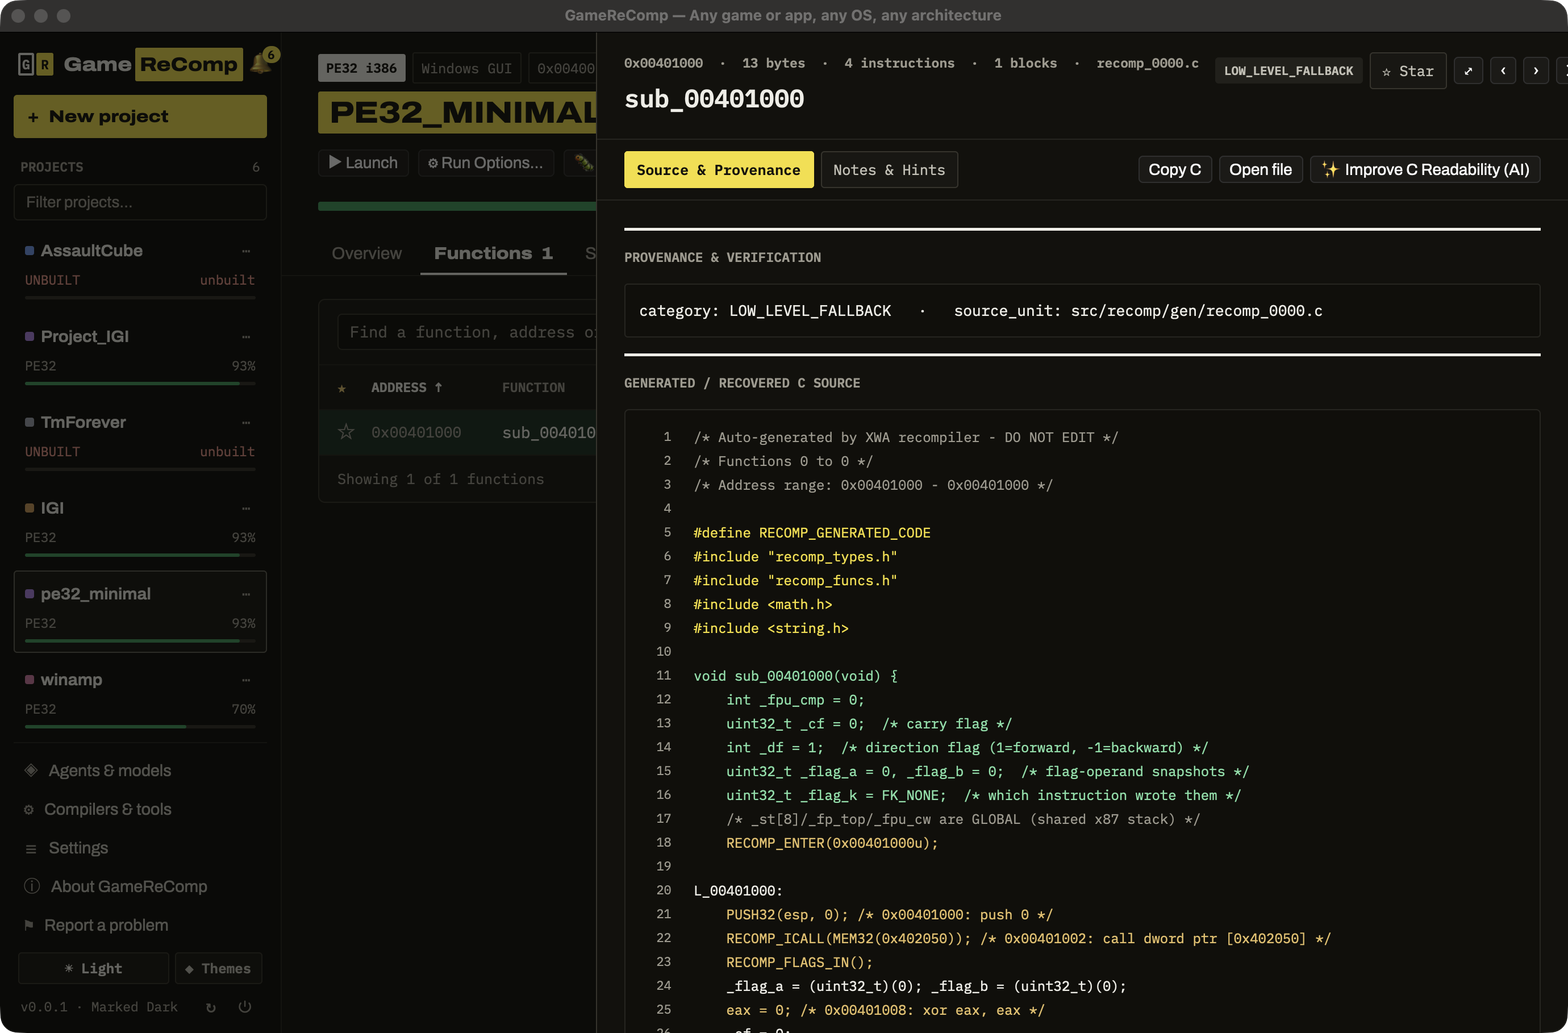 GameReComp — Any game or app, any OS, any architecture
GR Game ReComp 6
+ New project
PROJECTS 6
Filter projects...
AssaultCube ...
UNBUILT unbuilt
Project_IGI ...
PE32 93%
TmForever ...
UNBUILT unbuilt
IGI ...
PE32 93%
pe32_minimal ...
PE32 93%
winamp ...
PE32 70%
Agents & models
Compilers & tools
Settings
About GameReComp
Report a problem
Light
Themes
v0.0.1 · Marked Dark
PE32 i386 Windows GUI 0x00400
PE32_MINIMAL
Launch Run Options...
Overview Functions 1 S
Find a function, address o
ADDRESS ↑ FUNCTION
0x00401000 sub_004010
Showing 1 of 1 functions
0x00401000 · 13 bytes · 4 instructions · 1 blocks · recomp_0000.c
LOW_LEVEL_FALLBACK ☆ Star
sub_00401000
Source & Provenance Notes & Hints Copy C Open file ✨ Improve C Readability (AI)
PROVENANCE & VERIFICATION
category: LOW_LEVEL_FALLBACK · source_unit: src/recomp/gen/recomp_0000.c
GENERATED / RECOVERED C SOURCE
1 /* Auto-generated by XWA recompiler - DO NOT EDIT */
2 /* Functions 0 to 0 */
3 /* Address range: 0x00401000 - 0x00401000 */
4
5 #define RECOMP_GENERATED_CODE
6 #include "recomp_types.h"
7 #include "recomp_funcs.h"
8 #include <math.h>
9 #include <string.h>
10
11 void sub_00401000(void) {
12 int _fpu_cmp = 0;
13 uint32_t _cf = 0; /* carry flag */
14 int _df = 1; /* direction flag (1=forward, -1=backward) */
15 uint32_t _flag_a = 0, _flag_b = 0; /* flag-operand snapshots */
16 uint32_t _flag_k = FK_NONE; /* which instruction wrote them */
17 /* _st[8]/_fp_top/_fpu_cw are GLOBAL (shared x87 stack) */
18 RECOMP_ENTER(0x00401000u);
19
20 L_00401000:
21 PUSH32(esp, 0); /* 0x00401000: push 0 */
22 RECOMP_ICALL(MEM32(0x402050)); /* 0x00401002: call dword ptr [0x402050] */
23 RECOMP_FLAGS_IN();
24 _flag_a = (uint32_t)(0); _flag_b = (uint32_t)(0);
25 eax = 0; /* 0x00401008: xor eax, eax */
26 _cf = 0;